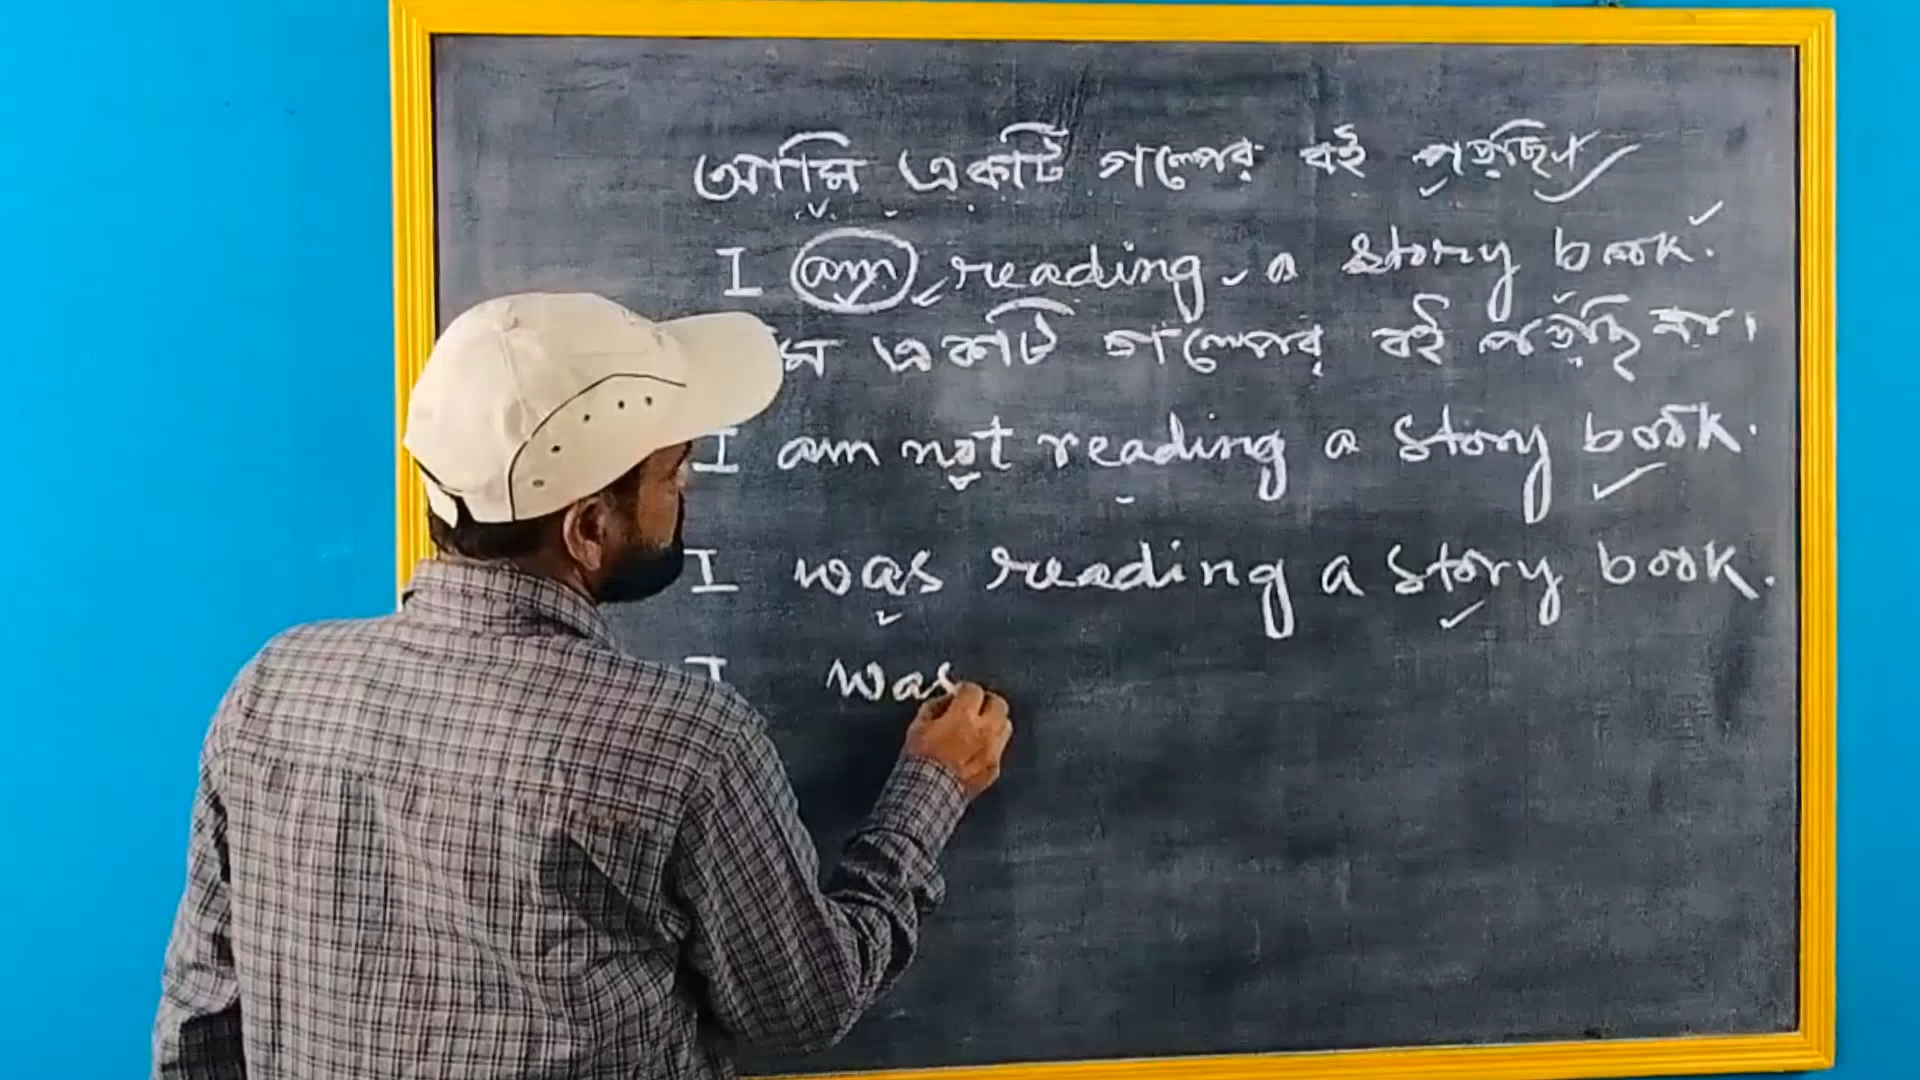 আমি একটি গল্পের বই পড়ছি।
I am reading a story book.
একটি গল্পের বই পড়ছি না।
I am not reading a story book.
I was reading a story book.
I was